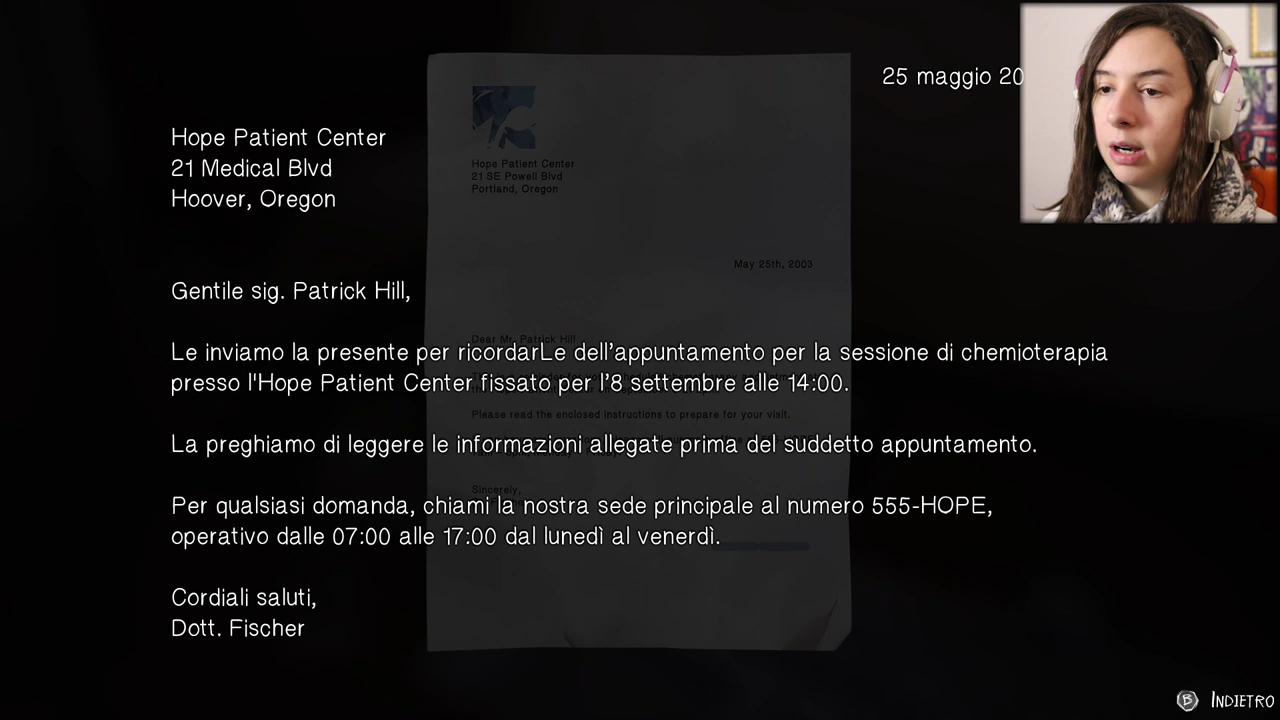 25 maggio 20
Hope Patient Center
21 Medical Blvd
Hoover, Oregon
Hope Patient Center
21 SE Powell Blvd
Portland, Oregon
May 25th, 2003
Gentile sig. Patrick Hill,
Dear Mr. Patrick Hill
Le inviamo la presente per ricordarLe dell'appuntamento per la sessione di chemioterapia
presso l'Hope Patient Center fissato per l'8 settembre alle 14:00.
Please read the enclosed instructions to prepare for your visit.
La preghiamo di leggere le informazioni allegate prima del suddetto appuntamento.
Sincerely,
Per qualsiasi domanda, chiami la nostra sede principale al numero 555-HOPE,
operativo dalle 07:00 alle 17:00 dal lunedì al venerdì.
Cordiali saluti,
Dott. Fischer
B INDIETRO